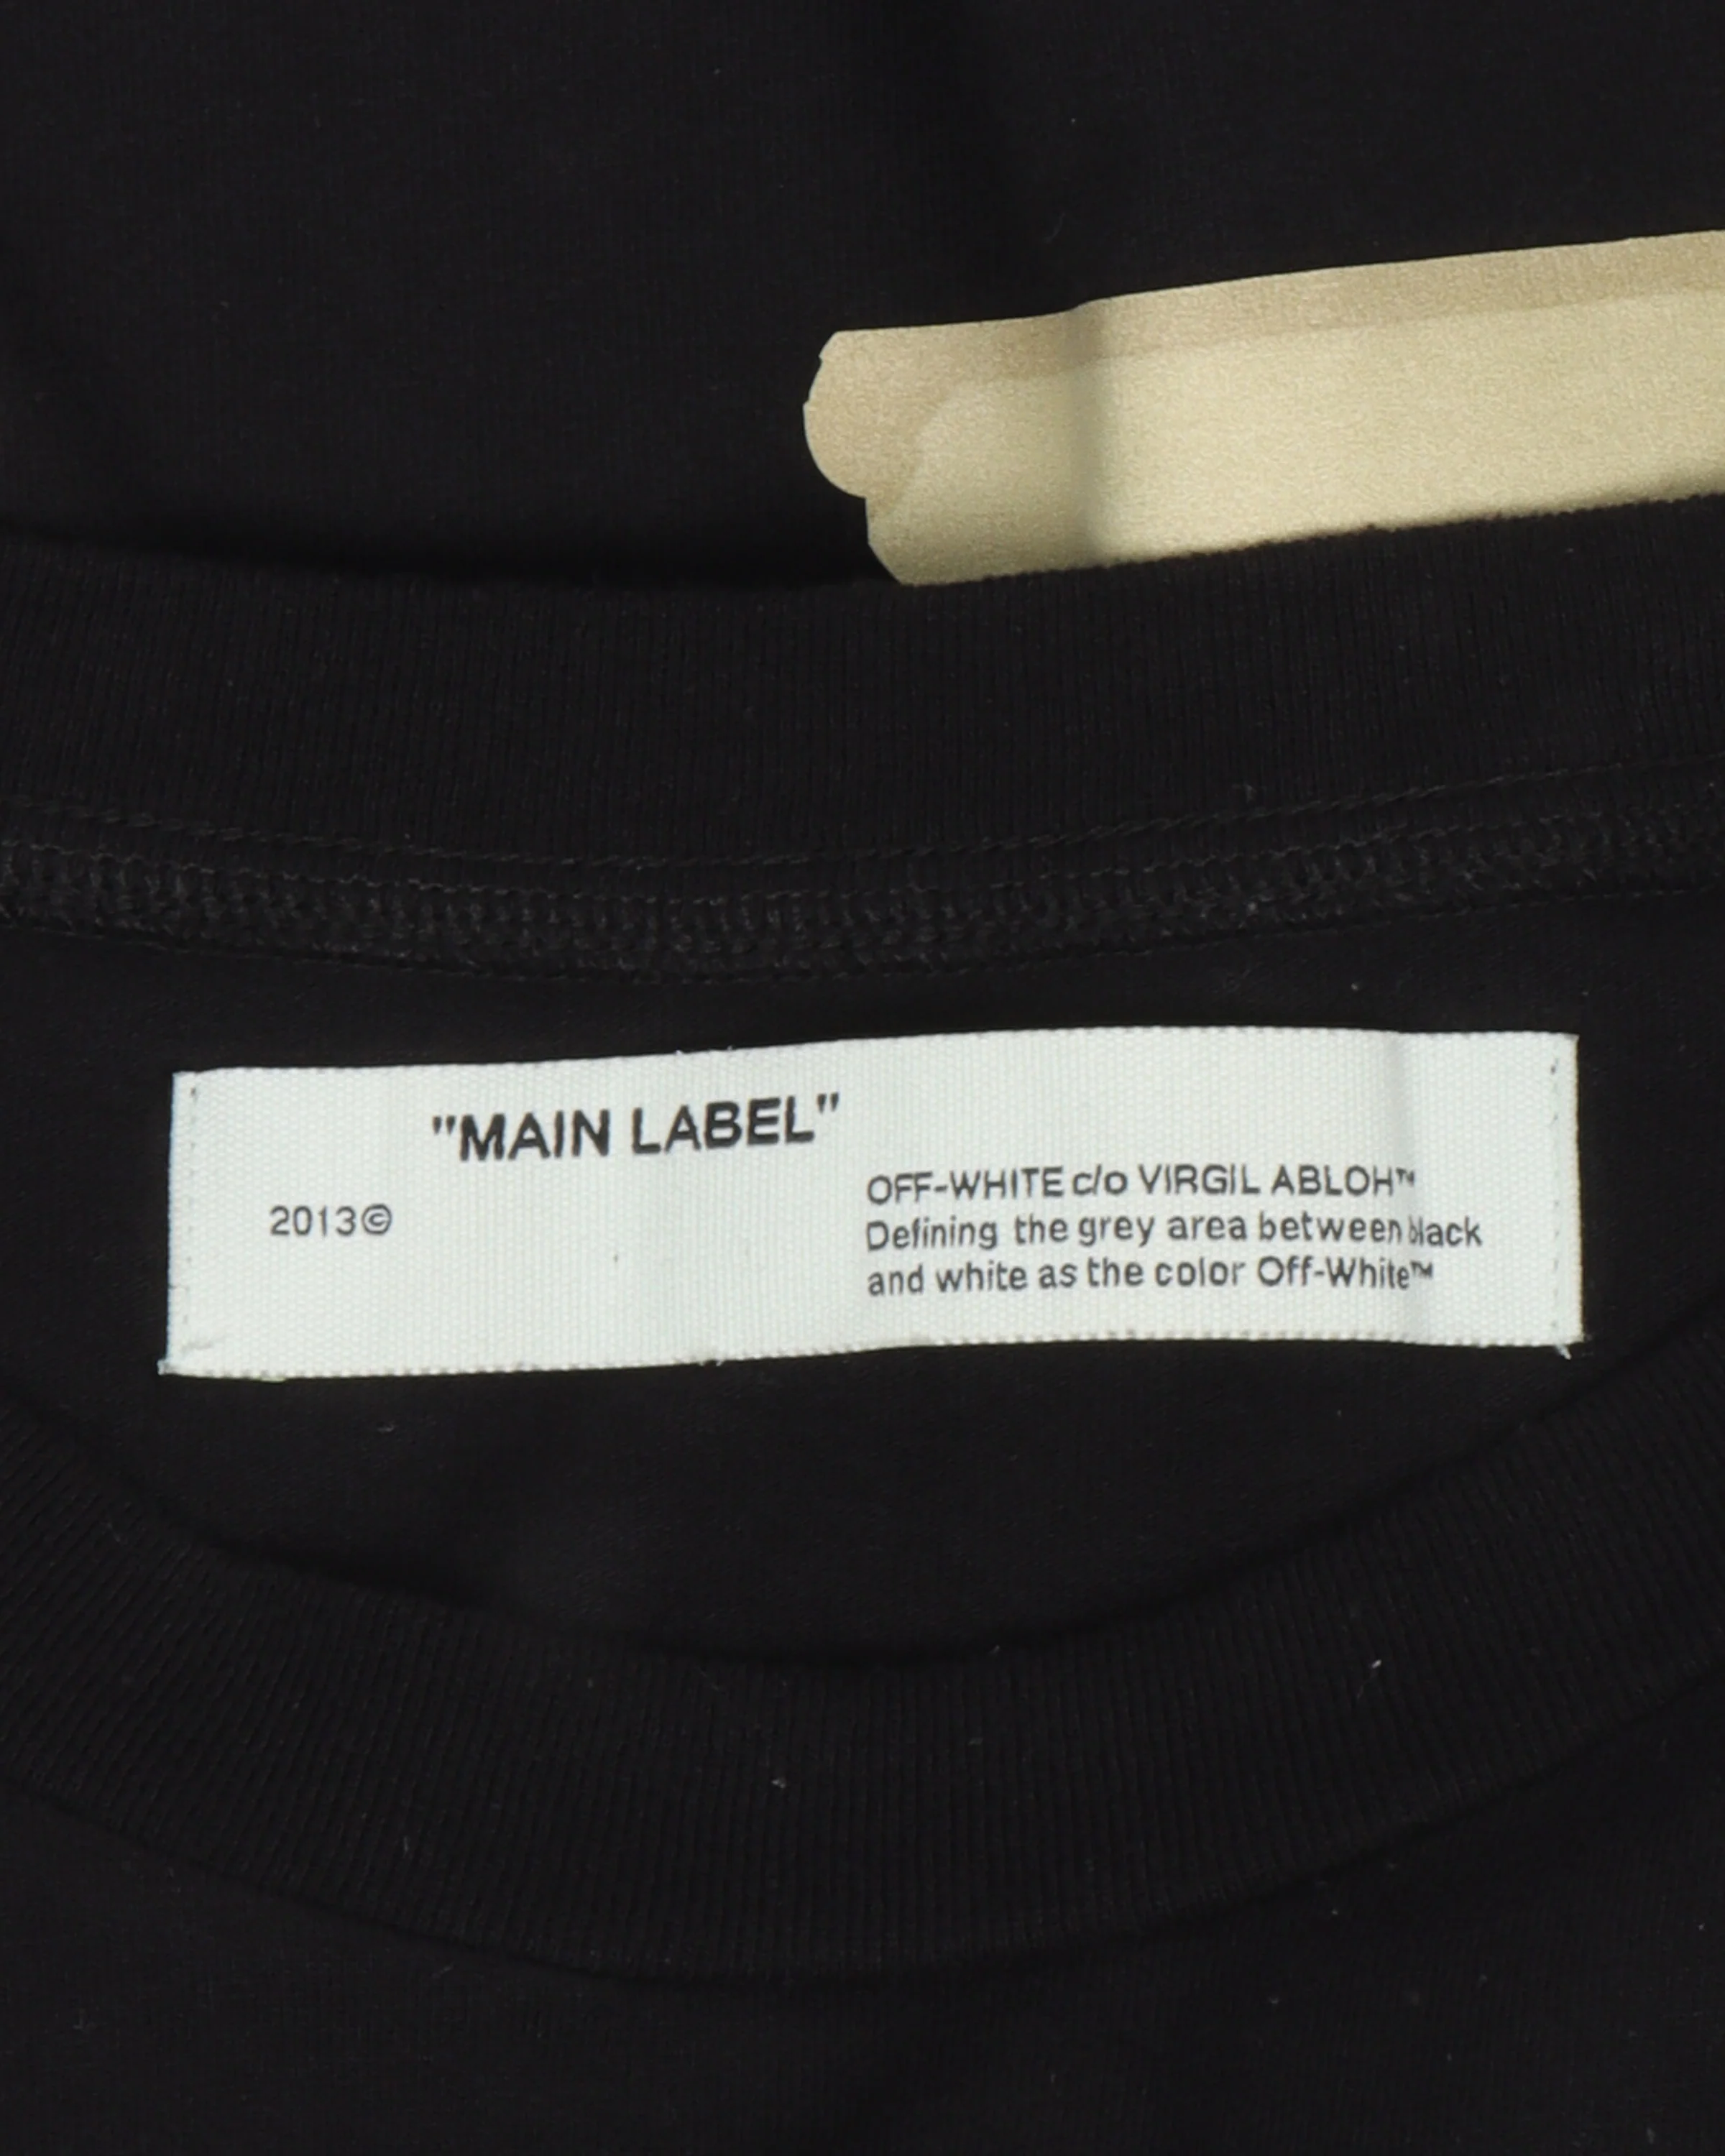 "MAIN LABEL"
OFF-WHITE c/o VIRGIL ABLOH™
2013©
Defining the grey area between black
and white as the color Off-White™